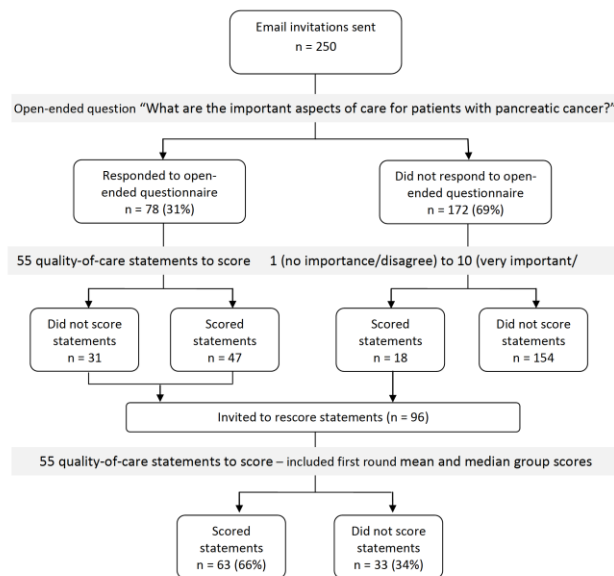 Email invitations sent
n = 250
Open-ended question “What are the important aspects of care for patients with pancreatic cancer?”
Responded to open-
ended questionnaire
n = 78 (31%)
Did not respond to open-
ended questionnaire
n = 172 (69%)
55 quality-of-care statements to score 1 (no importance/disagree) to 10 (very important/
Did not score
statements
n = 31
Scored
statements
n = 47
Scored
statements
n = 18
Did not score
statements
n = 154
Invited to rescore statements (n = 96)
55 quality-of-care statements to score – included first round mean and median group scores
Scored
statements
n = 63 (66%)
Did not score
statements
n = 33 (34%)